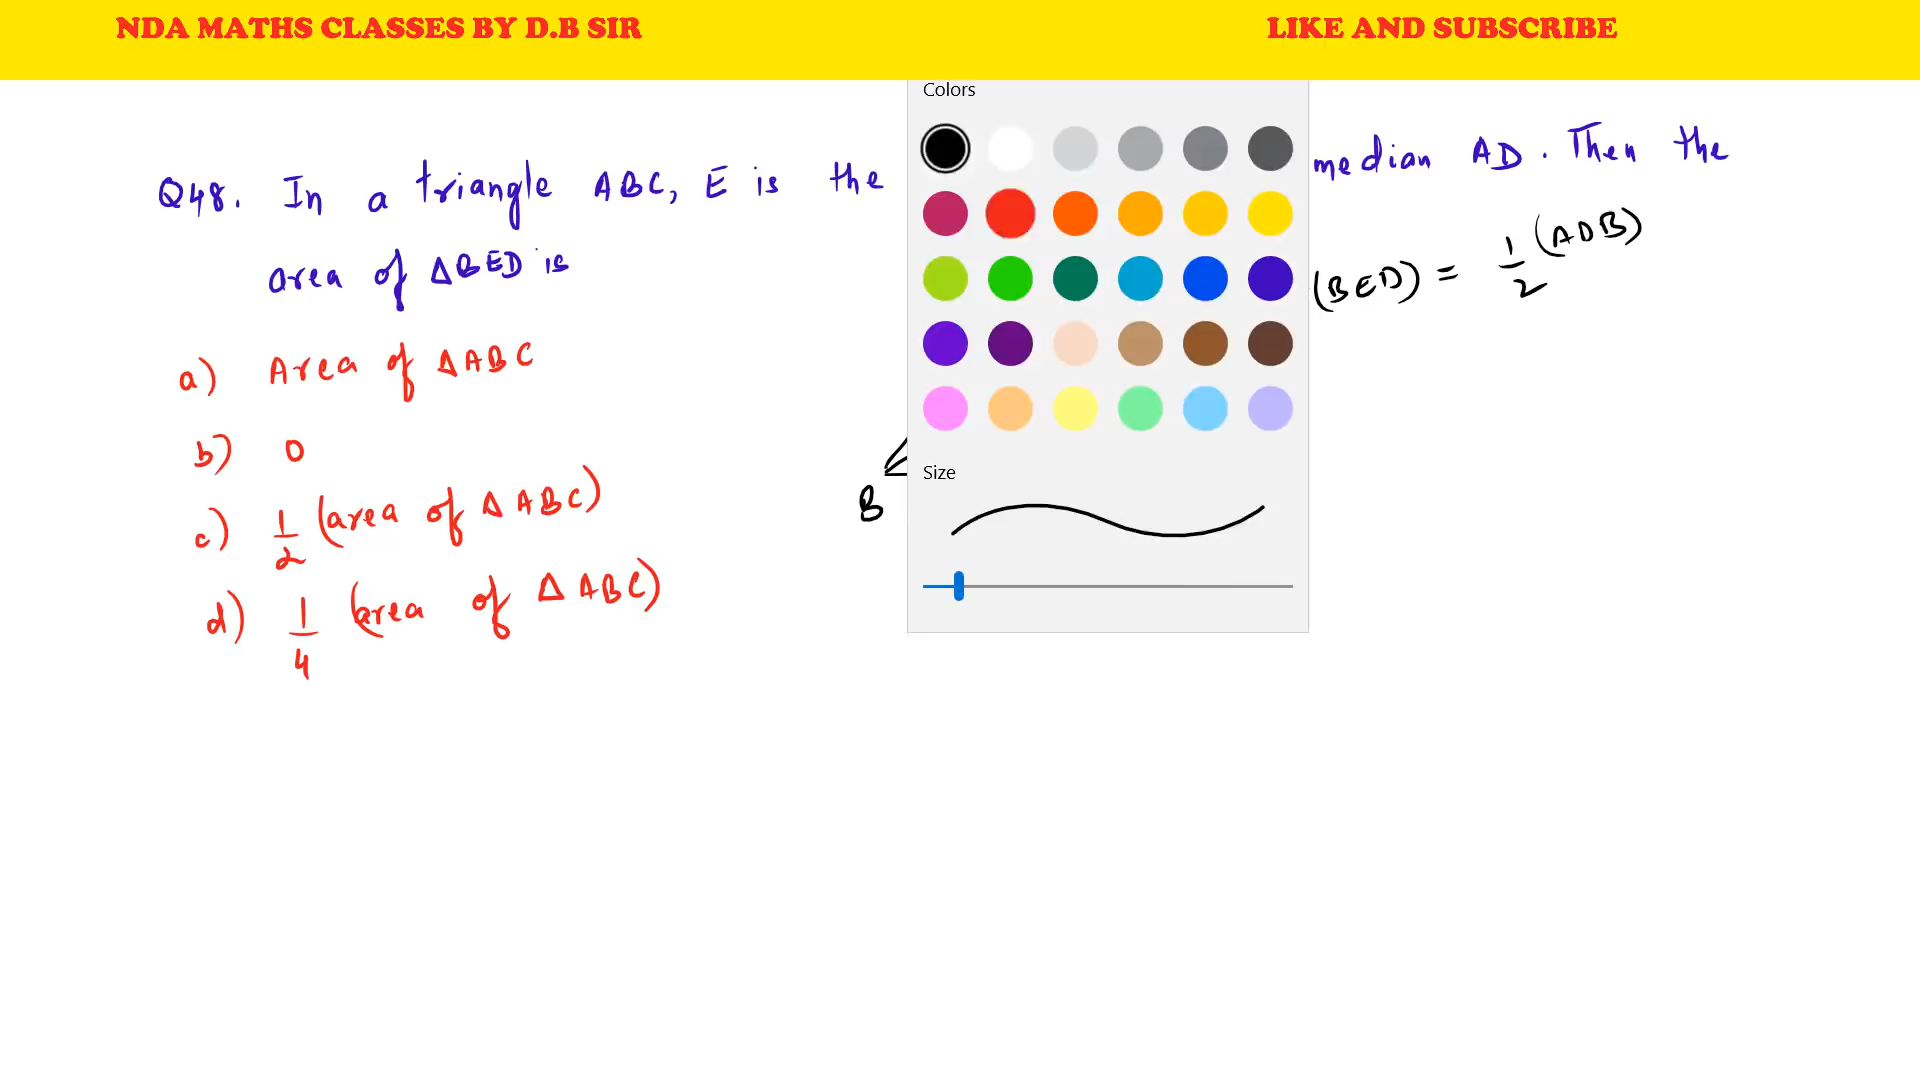 NDA MATHS CLASSES BY D.B SIR
LIKE AND SUBSCRIBE
Colors
Q48. In a triangle ABC, E is the median AD. Then the
area of ΔBED is
(BED) = 1/2 (ADB)
a) Area of ΔABC
b) 0
c) 1/2 (area of ΔABC)
d) 1/4 (area of ΔABC)
B
Size